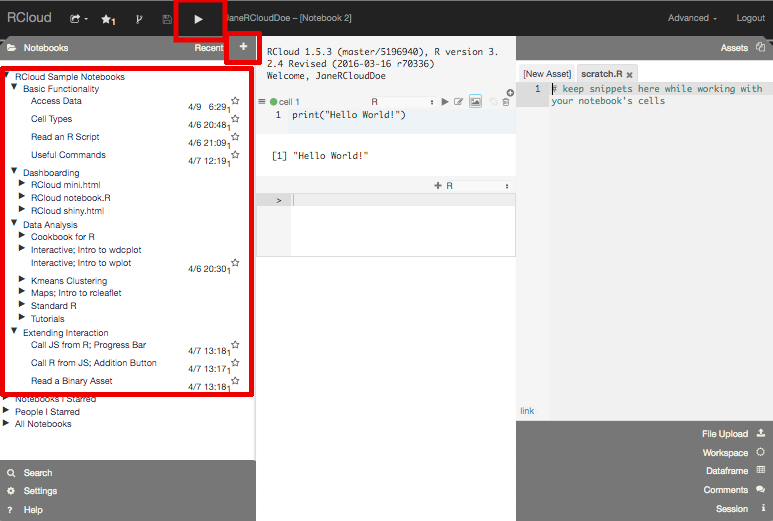 RCloud 1 JaneRCloudDoe – [Notebook 2] Advanced Logout
Notebooks Recent +
RCloud Sample Notebooks
Basic Functionality
Access Data
4/9 6:29 1
Cell Types
4/6 20:48 1
Read an R Script
4/6 21:09 1
Useful Commands
4/7 12:19 1
Dashboarding
RCloud mini.html
RCloud notebook.R
RCloud shiny.html
Data Analysis
Cookbook for R
Interactive; Intro to wdcplot
Interactive; Intro to wplot
4/6 20:30 1
Kmeans Clustering
Maps; Intro to rcleaflet
Standard R
Tutorials
Extending Interaction
Call JS from R; Progress Bar
4/7 13:18 1
Call R from JS; Addition Button
4/7 13:17 1
Read a Binary Asset
4/7 13:18 1
Notebooks I Starred
People I Starred
All Notebooks
Search
Settings
? Help
RCloud 1.5.3 (master/5196940), R version 3.
2.4 Revised (2016-03-16 r70336)
Welcome, JaneRCloudDoe
cell 1 R
1 print("Hello World!")
[1] "Hello World!"
+ R
>
Assets
[New Asset] scratch.R ×
1 # keep snippets here while working with
your notebook's cells
link
File Upload
Workspace
Dataframe
Comments
Session i